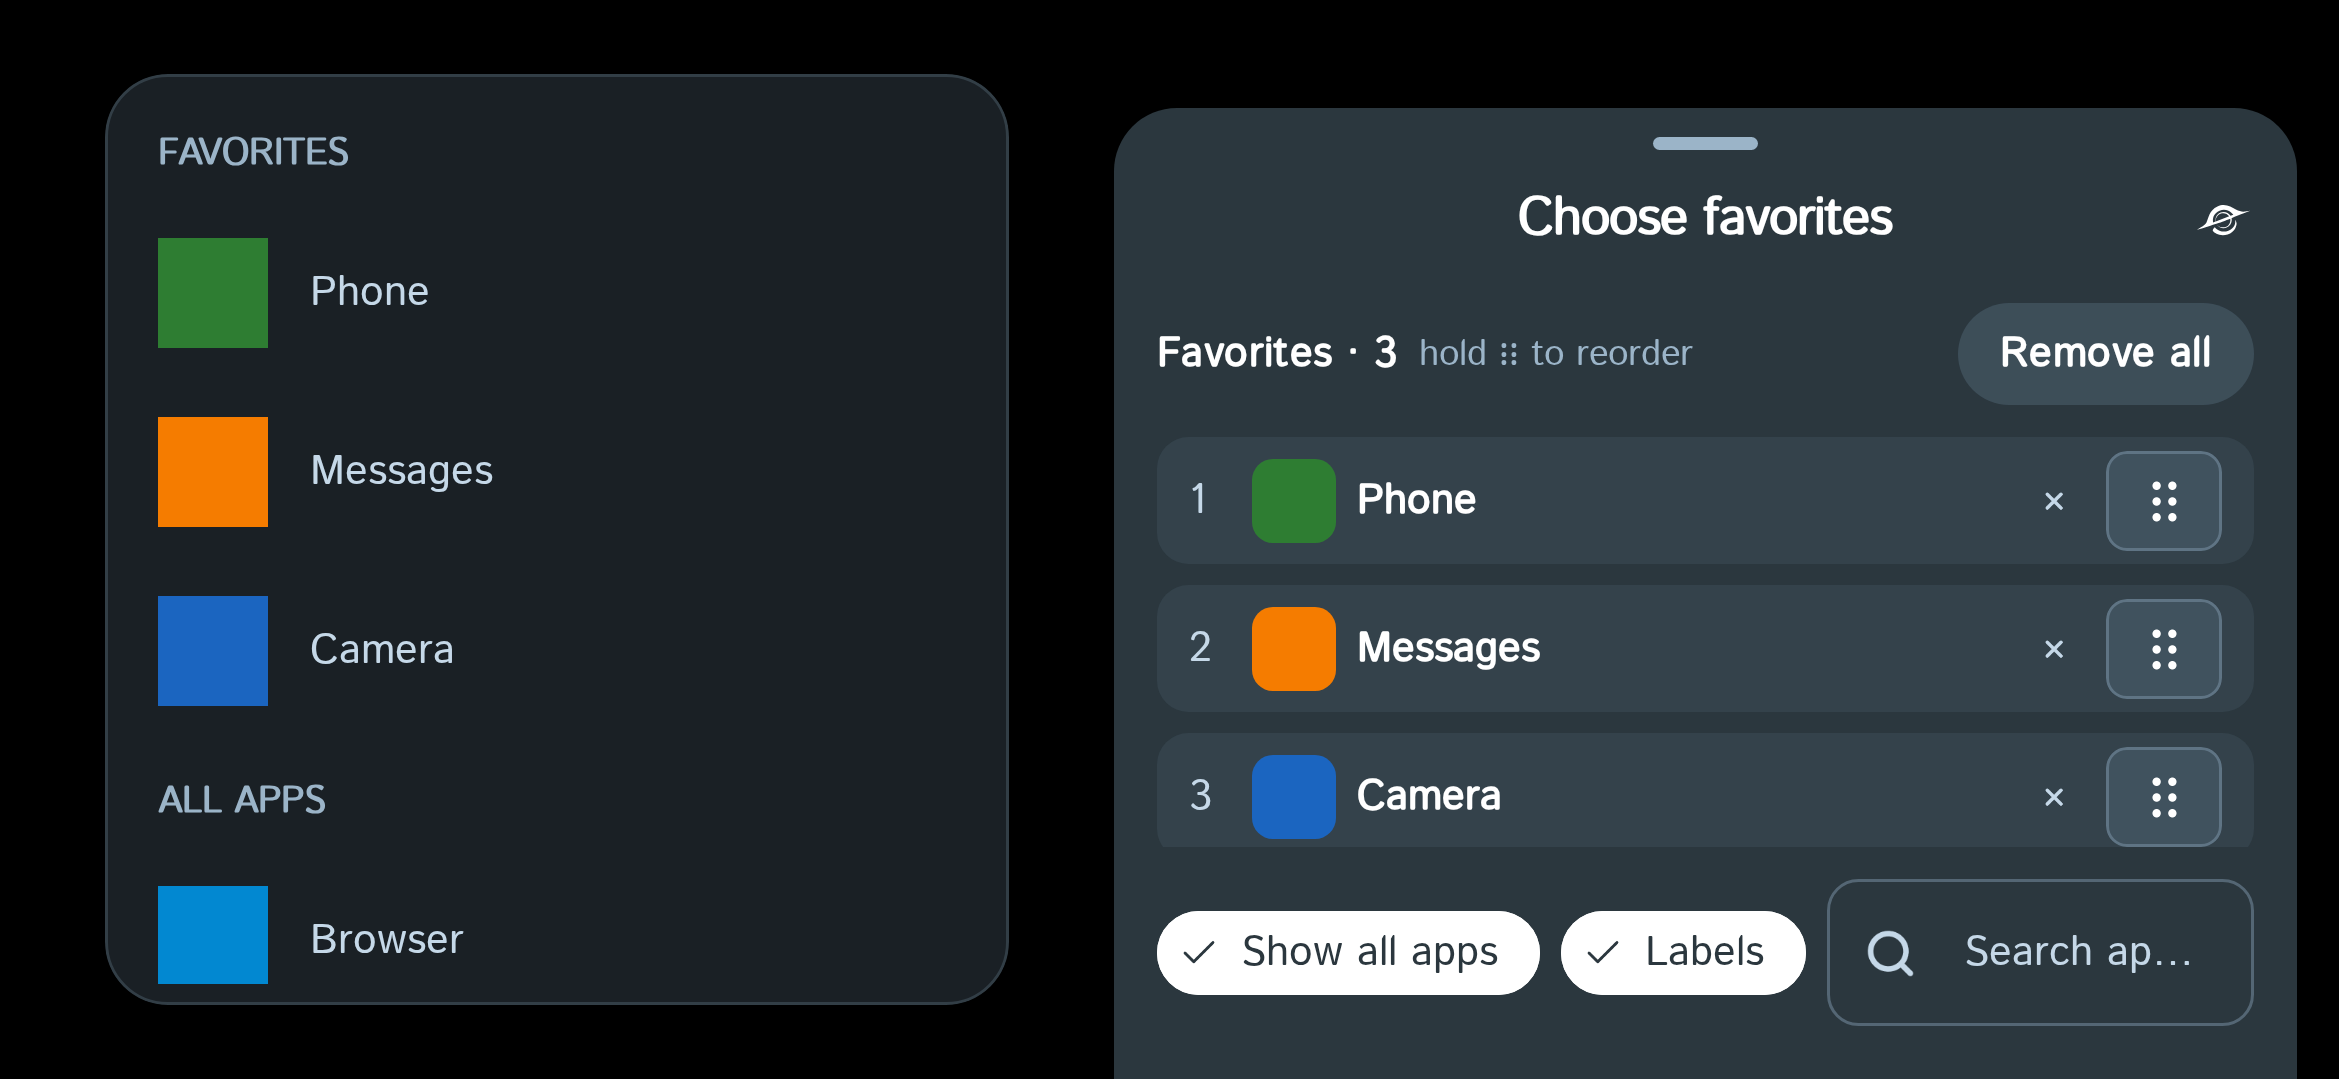 FAVORITES
Phone
Messages
Camera
ALL APPS
Browser
Choose favorites
Favorites · 3 hold ⠿ to reorder
Remove all
1 Phone ×
2 Messages ×
3 Camera ×
Show all apps
Labels
Search ap...